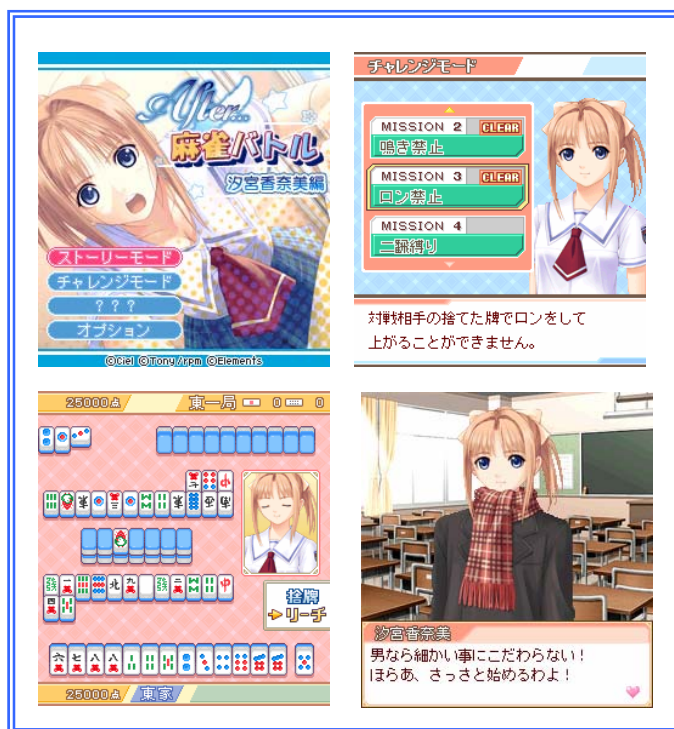 After...
麻雀バトル
汐宮香奈美編
ストーリーモード
チャレンジモード
???
オプション
©Ciel ©Tony/rpm ©Elements
チャレンジモード
MISSION 2 CLEAR
鳴き禁止
MISSION 3 CLEAR
ロン禁止
MISSION 4
二飜縛り
対戦相手の捨てた牌でロンをして
上がることができません。
25000点 東一局 0 0
捨牌
リーチ
25000点 東家
汐宮香奈美
男なら細かい事にこだわらない!
ほらあ、さっさと始めるわよ!